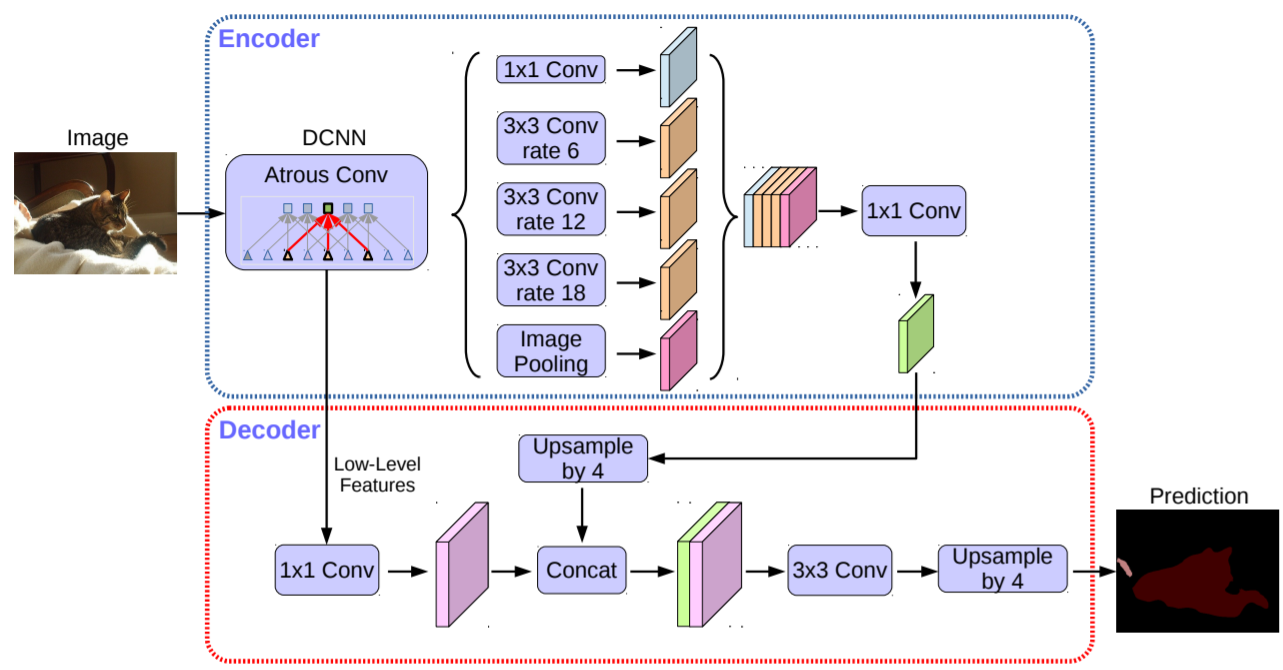 Encoder
Image
DCNN
Atrous Conv
1x1 Conv
3x3 Conv
rate 6
3x3 Conv
rate 12
3x3 Conv
rate 18
Image
Pooling
1x1 Conv
Decoder
Low-Level
Features
Upsample
by 4
1x1 Conv
Concat
3x3 Conv
Upsample
by 4
Prediction